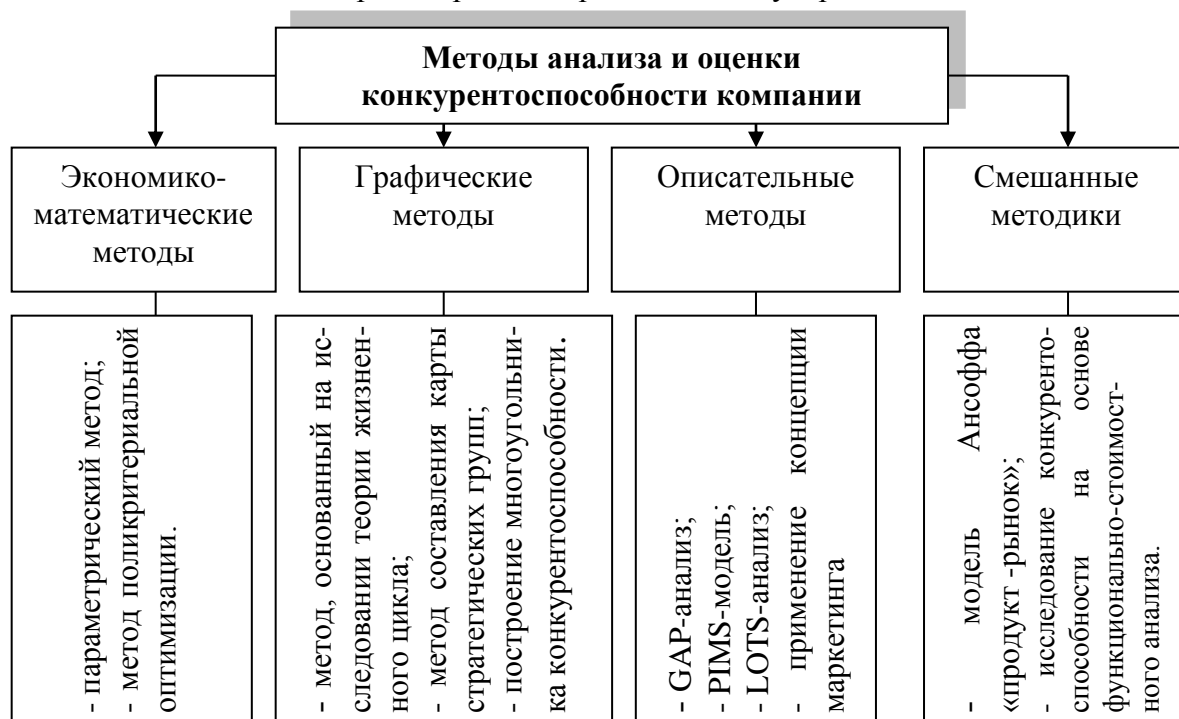 Методы анализа и оценки
конкурентоспособности компании
Экономико-
математические
методы
Графические
методы
Описательные
методы
Смешанные
методики
- параметрический метод;
- метод поликритериальной
оптимизации.
- метод, основанный на ис-
следовании теории жизнен-
ного цикла;
- метод составления карты
стратегических групп;
- построение многоугольни-
ка конкурентоспособности.
- GAP-анализ;
- PIMS-модель;
- LOTS-анализ;
- применение концепции
маркетинга
- модель Ансоффа
«продукт -рынок»;
- исследование конкуренто-
способности на основе
функционально-стоимост-
ного анализа.